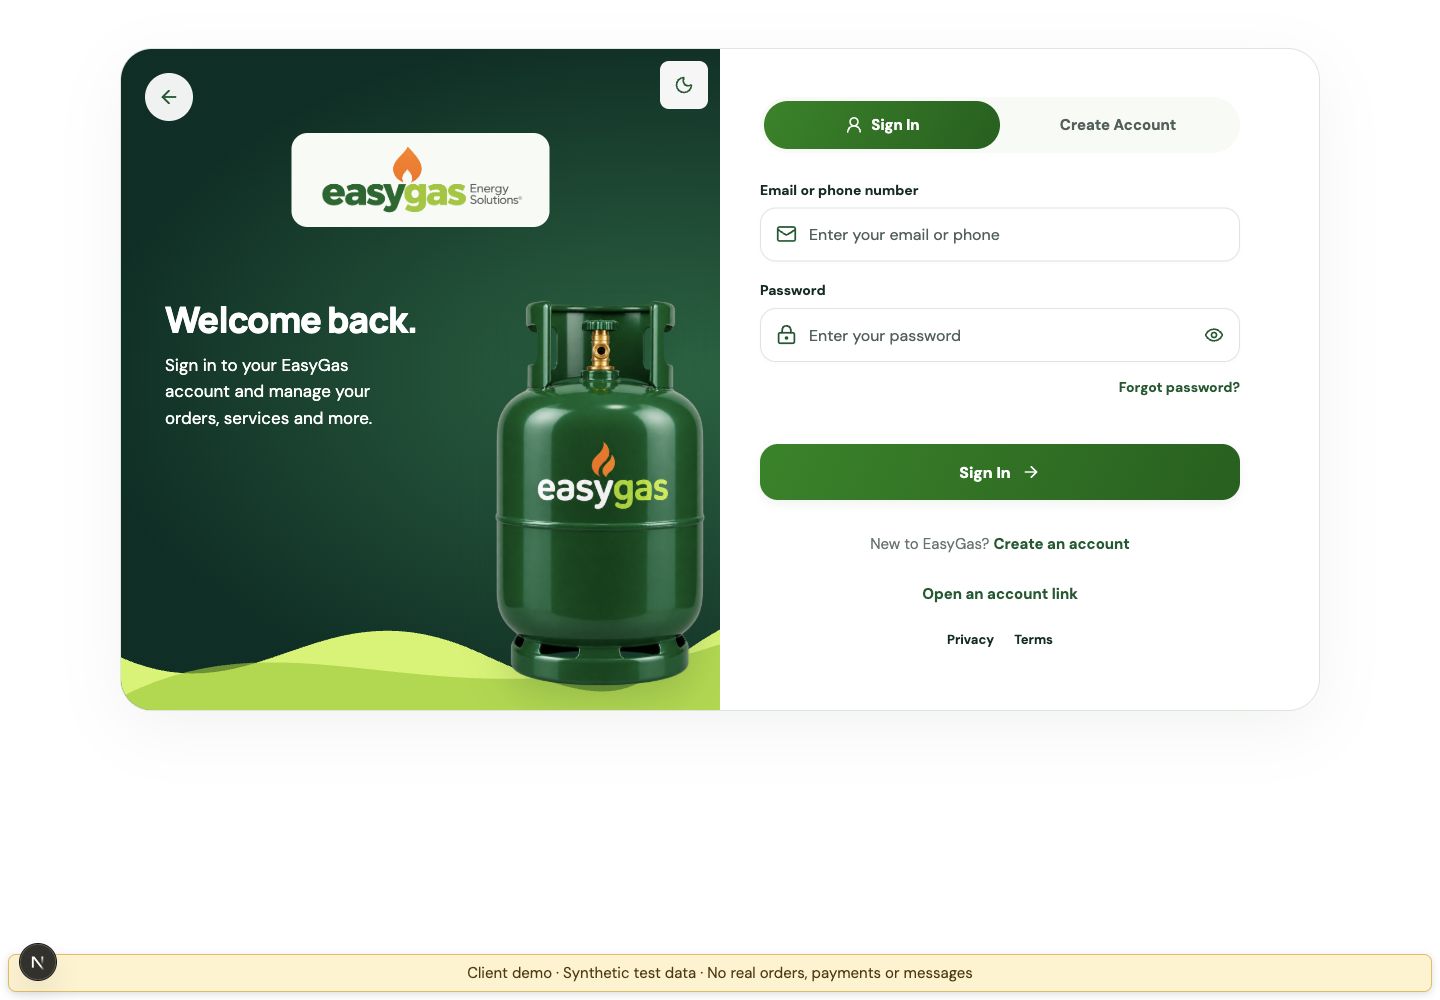 easygas Energy
Solutions®
Welcome back.
Sign in to your EasyGas
account and manage your
orders, services and more.
easygas
Sign In
Create Account
Email or phone number
Enter your email or phone
Password
Enter your password
Forgot password?
Sign In
New to EasyGas? Create an account
Open an account link
Privacy Terms
N
Client demo · Synthetic test data · No real orders, payments or messages